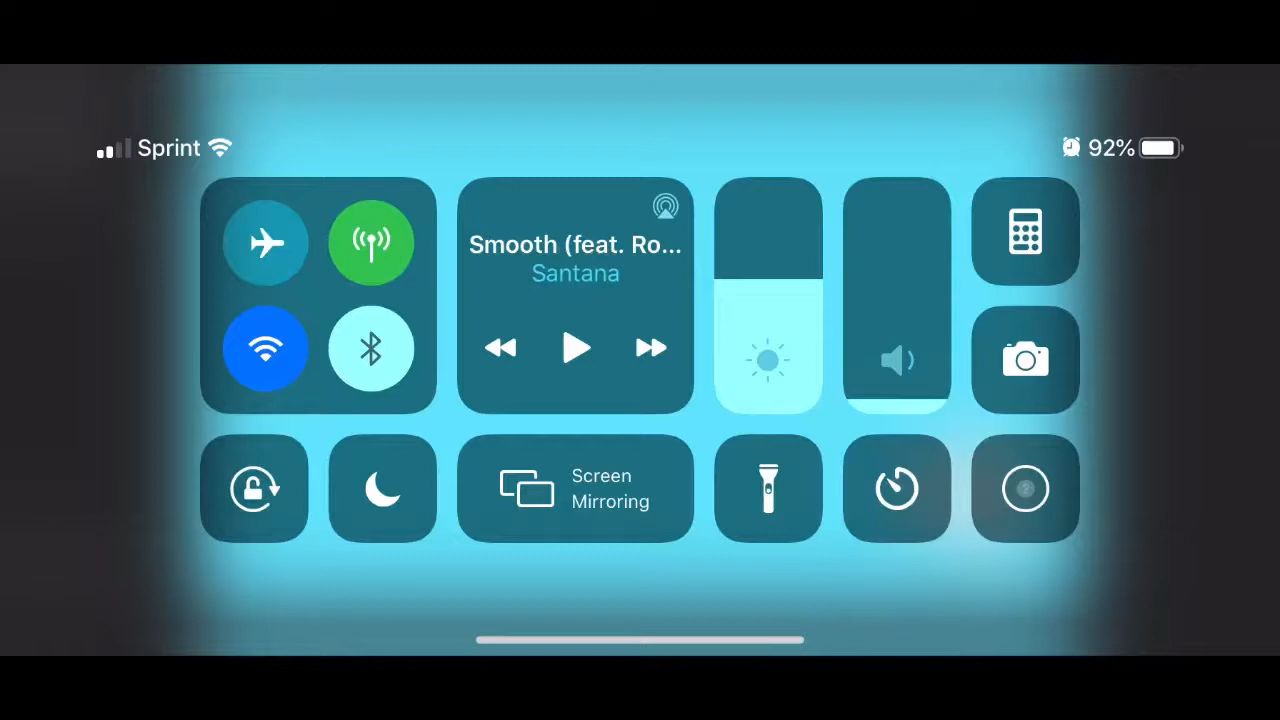 Sprint
92%
Smooth (feat. Ro...
Santana
Screen
Mirroring